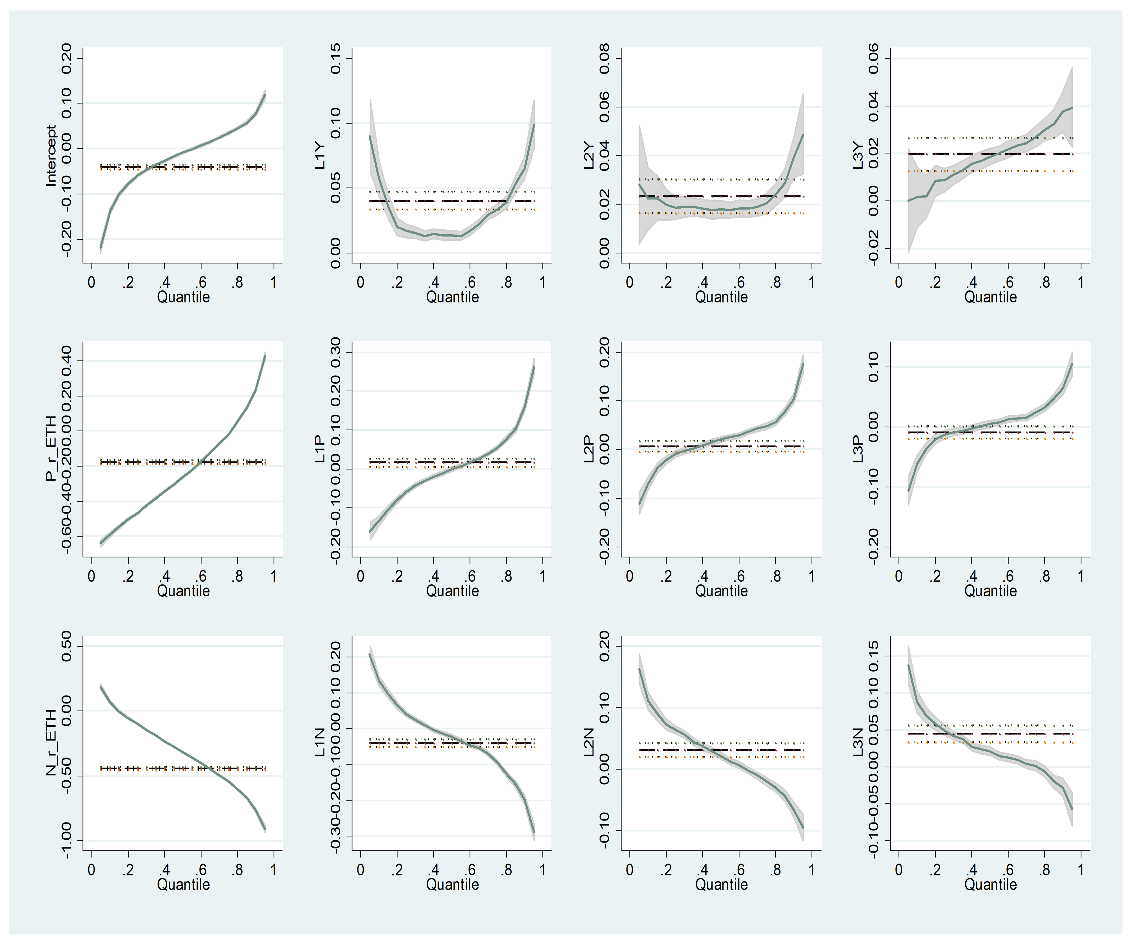 Intercept
-0.20 -0.10 0.00 0.10 0.20
0 .2 .4 .6 .8 1
Quantile
L1Y
0.00 0.05 0.10 0.15
0 .2 .4 .6 .8 1
Quantile
L2Y
0.00 0.02 0.04 0.06 0.08
0 .2 .4 .6 .8 1
Quantile
L3Y
-0.02 0.00 0.02 0.04 0.06
0 .2 .4 .6 .8 1
Quantile
P_r_ETH
-0.60 -0.40 -0.20 0.00 0.20 0.40
0 .2 .4 .6 .8 1
Quantile
L1P
-0.20 -0.10 0.00 0.10 0.20 0.30
0 .2 .4 .6 .8 1
Quantile
L2P
-0.20 -0.10 0.00 0.10 0.20
0 .2 .4 .6 .8 1
Quantile
L3P
-0.20 -0.10 0.00 0.10
0 .2 .4 .6 .8 1
Quantile
N_r_ETH
-1.00 -0.50 0.00 0.50
0 .2 .4 .6 .8 1
Quantile
L1N
-0.30 -0.20 -0.10 0.00 0.10 0.20
0 .2 .4 .6 .8 1
Quantile
L2N
-0.10 0.00 0.10 0.20
0 .2 .4 .6 .8 1
Quantile
L3N
-0.10 -0.05 0.00 0.05 0.10 0.15
0 .2 .4 .6 .8 1
Quantile